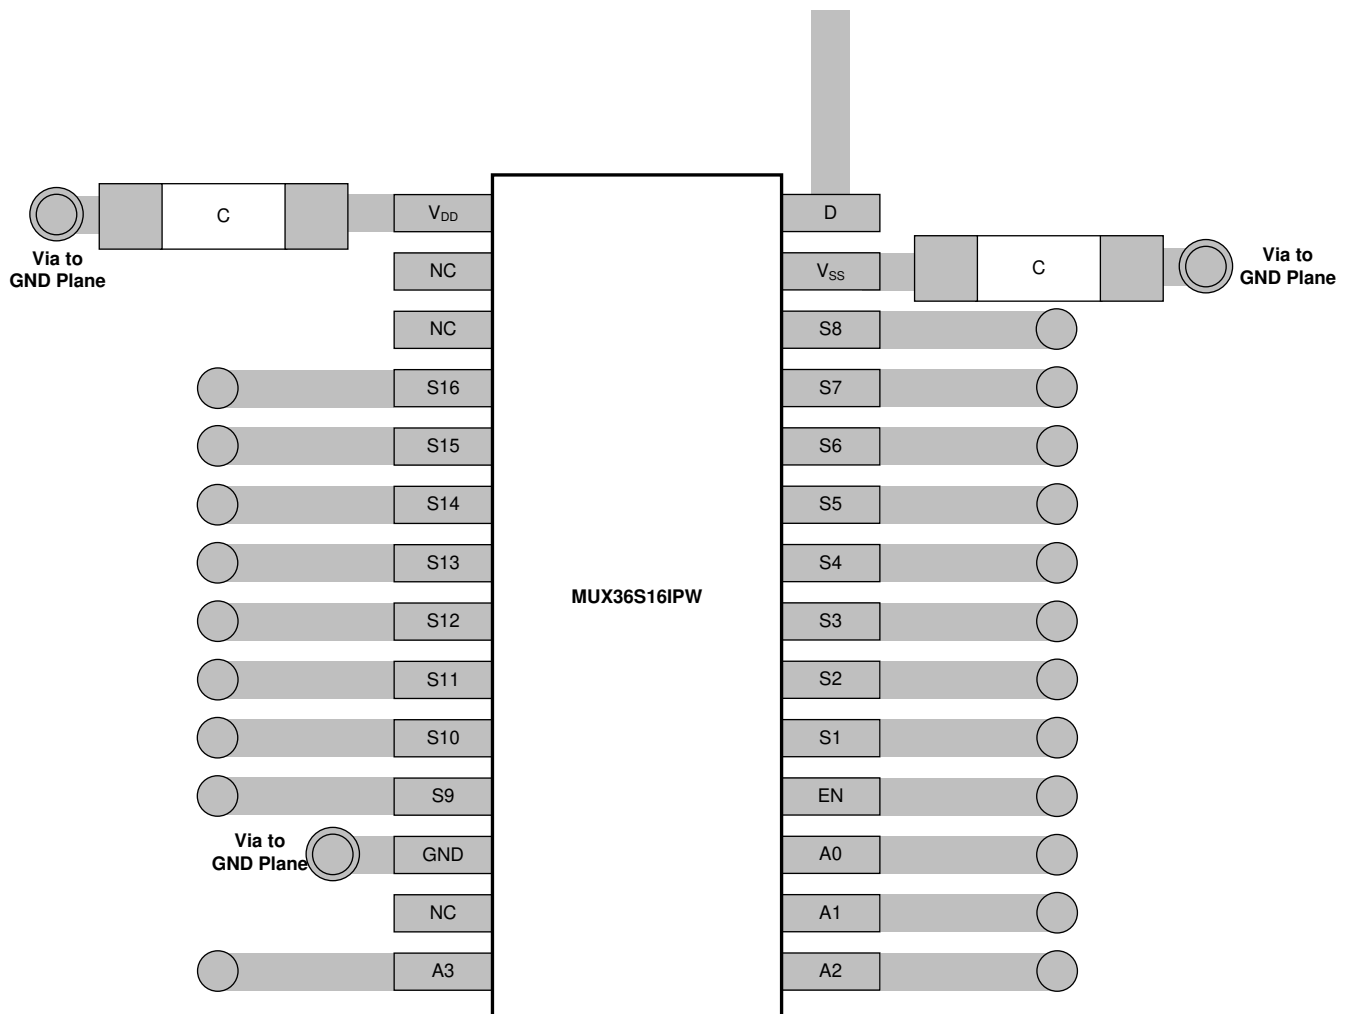 C
V_DD
D
Via to
GND Plane
NC
V_SS
C
Via to
GND Plane
NC
S8
S16
S7
S15
S6
S14
S5
S13
S4
MUX36S16IPW
S12
S3
S11
S2
S10
S1
S9
EN
Via to
GND Plane
GND
A0
NC
A1
A3
A2